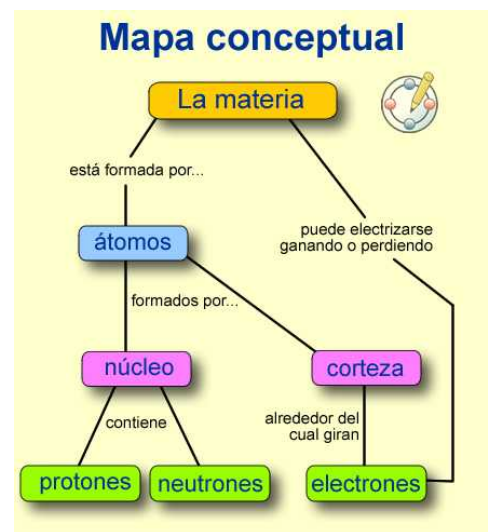 Mapa conceptual
La materia
está formada por...
puede electrizarse
ganando o perdiendo
átomos
formados por...
núcleo
corteza
contiene
alrededor del
cual giran
protones
neutrones
electrones